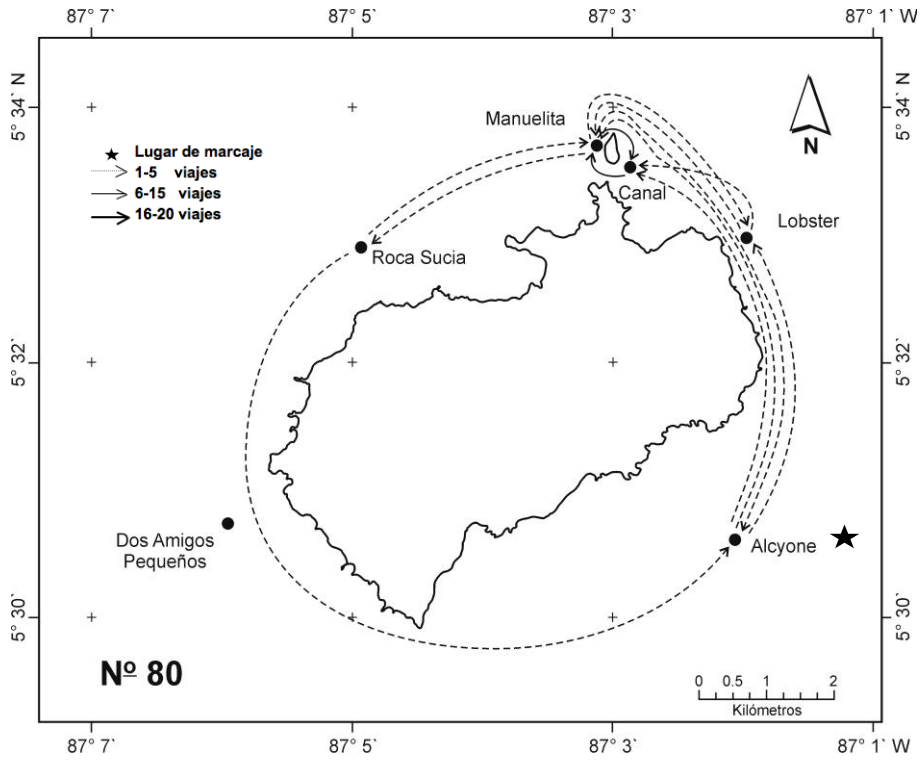 87° 7`
87° 5`
87° 3`
87° 1` W
5° 34` N
5° 32`
5° 30`
Manuelita
N
Lugar de marcaje
1-5 viajes
6-15 viajes
16-20 viajes
Canal
Lobster
Roca Sucia
Dos Amigos
Pequeños
Alcyone
Nº 80
0 0.5 1 2
Kilómetros
5° 34` N
5° 32`
5° 30`
87° 7`
87° 5`
87° 3`
87° 1` W